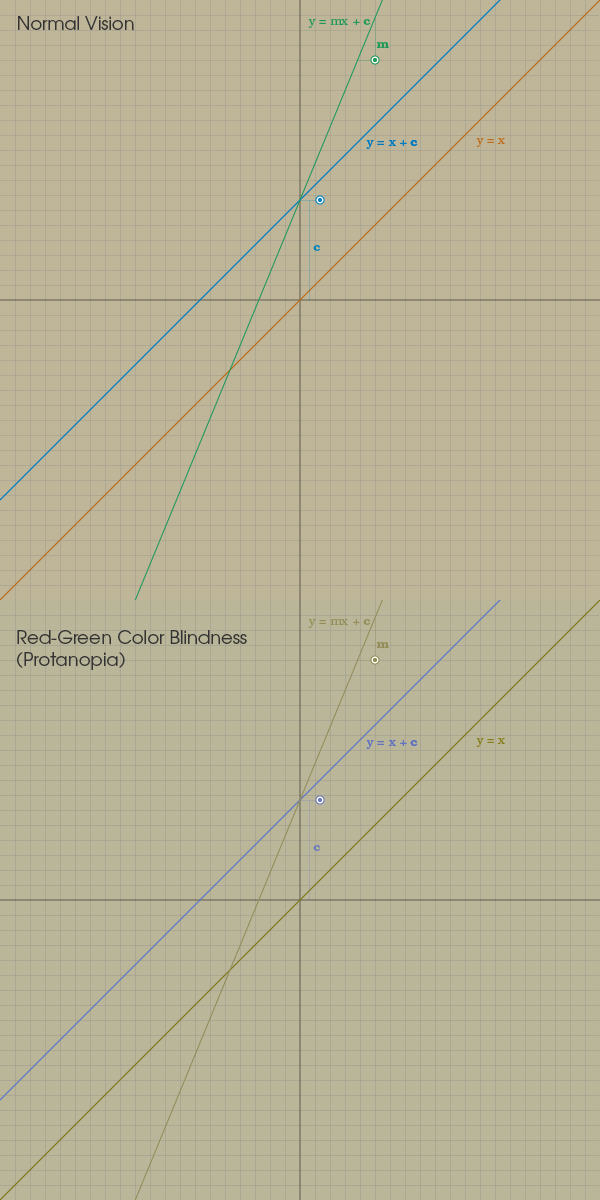 Normal Vision
y = mx + c
m
y = x + c
y = x
c
Red-Green Color Blindness
(Protanopia)
y = mx + c
m
y = x + c
y = x
c